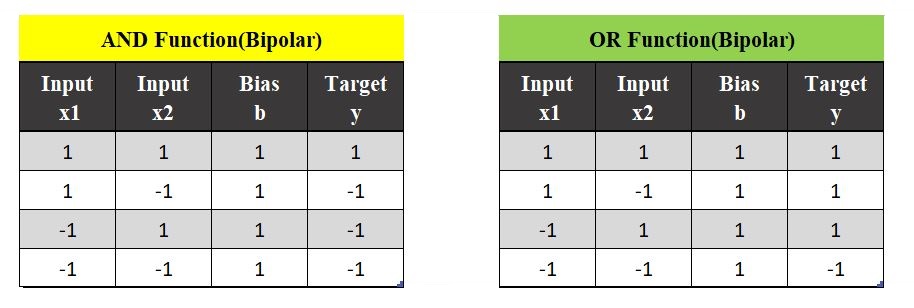 AND Function(Bipolar)
Input x1 Input x2 Bias b Target y
1 1 1 1
1 -1 1 -1
-1 1 1 -1
-1 -1 1 -1
OR Function(Bipolar)
Input x1 Input x2 Bias b Target y
1 1 1 1
1 -1 1 1
-1 1 1 1
-1 -1 1 -1